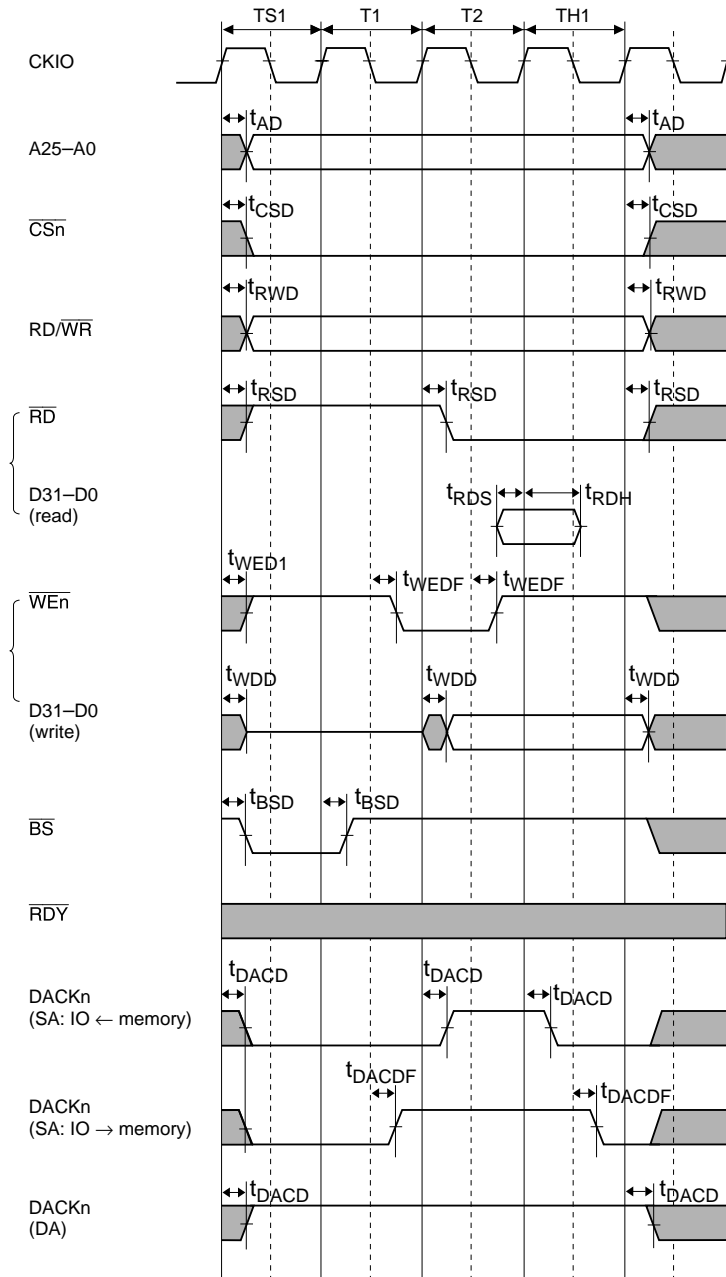 TS1 T1 T2 TH1
CKIO
tAD tAD
A25–A0
tCSD tCSD
CSn
tRWD tRWD
RD/WR
tRSD tRSD tRSD
RD
D31–D0
(read)
tRDS tRDH
tWED1 tWEDF tWEDF
WEn
tWDD tWDD tWDD
D31–D0
(write)
tBSD tBSD
BS
RDY
tDACD tDACD tDACD
DACKn
(SA: IO ← memory)
tDACDF tDACDF
DACKn
(SA: IO → memory)
tDACD tDACD
DACKn
(DA)